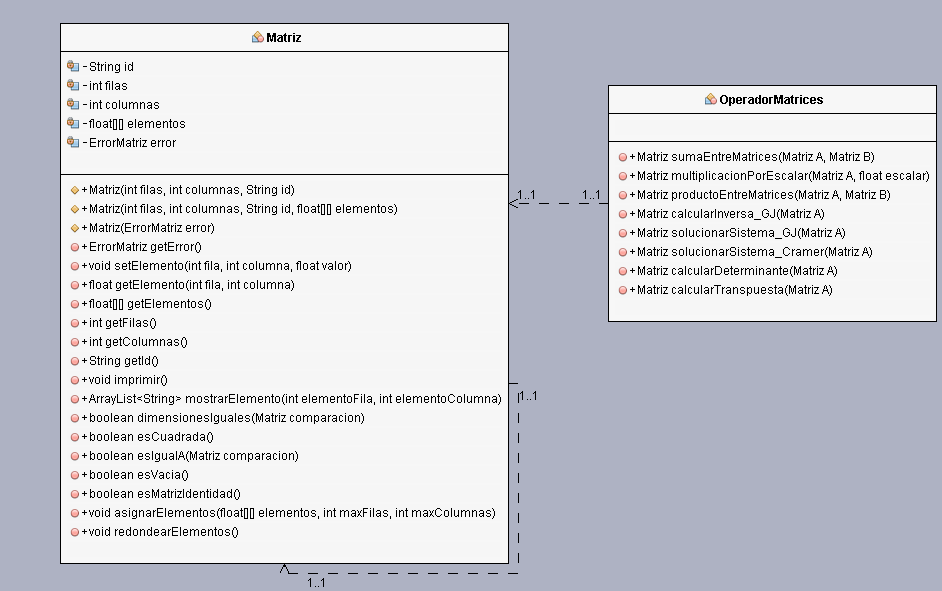 Matriz
- String id
- int filas
- int columnas
- float[][] elementos
- ErrorMatriz error
+ Matriz(int filas, int columnas, String id)
+ Matriz(int filas, int columnas, String id, float[][] elementos)
+ Matriz(ErrorMatriz error)
+ ErrorMatriz getError()
+ void setElemento(int fila, int columna, float valor)
+ float getElemento(int fila, int columna)
+ float[][] getElementos()
+ int getFilas()
+ int getColumnas()
+ String getId()
+ void imprimir()
+ ArrayList<String> mostrarElemento(int elementoFila, int elementoColumna)
+ boolean dimensionesIguales(Matriz comparacion)
+ boolean esCuadrada()
+ boolean esIgualA(Matriz comparacion)
+ boolean esVacia()
+ boolean esMatrizIdentidad()
+ void asignarElementos(float[][] elementos, int maxFilas, int maxColumnas)
+ void redondearElementos()
1..1
1..1
1..1
1..1
OperadorMatrices
+ Matriz sumaEntreMatrices(Matriz A, Matriz B)
+ Matriz multiplicacionPorEscalar(Matriz A, float escalar)
+ Matriz productoEntreMatrices(Matriz A, Matriz B)
+ Matriz calcularInversa_GJ(Matriz A)
+ Matriz solucionarSistema_GJ(Matriz A)
+ Matriz solucionarSistema_Cramer(Matriz A)
+ Matriz calcularDeterminante(Matriz A)
+ Matriz calcularTranspuesta(Matriz A)